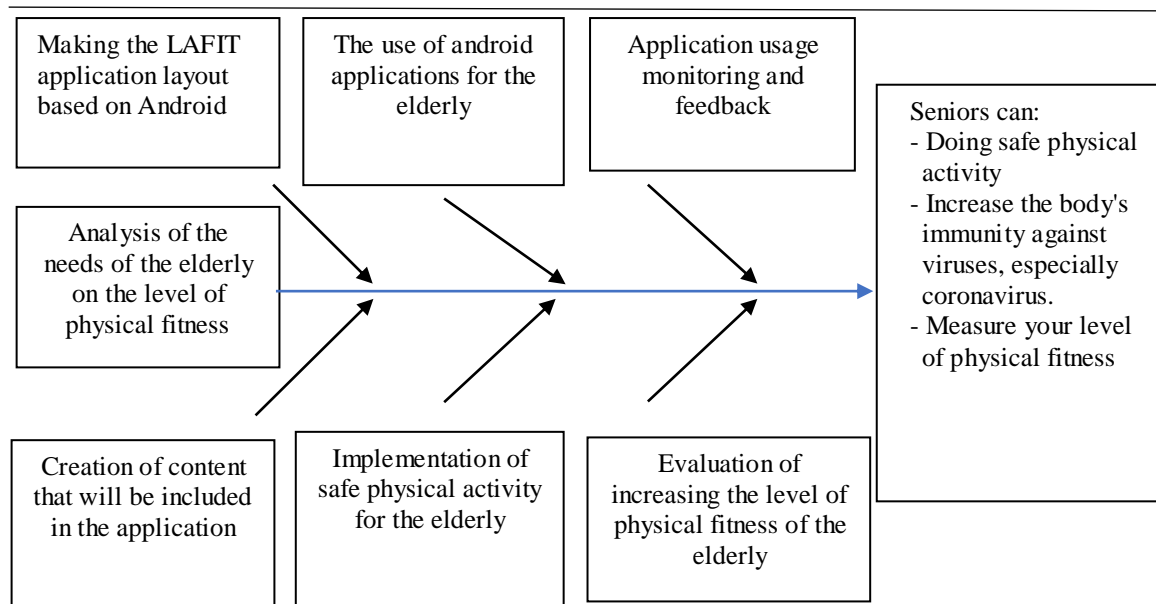 Making the LAFIT
application layout
based on Android
The use of android
applications for the
elderly
Application usage
monitoring and
feedback
Seniors can:
- Doing safe physical
activity
- Increase the body's
immunity against
viruses, especially
coronavirus.
- Measure your level
of physical fitness
Analysis of the
needs of the elderly
on the level of
physical fitness
Creation of content
that will be included
in the application
Implementation of
safe physical activity
for the elderly
Evaluation of
increasing the level of
physical fitness of the
elderly